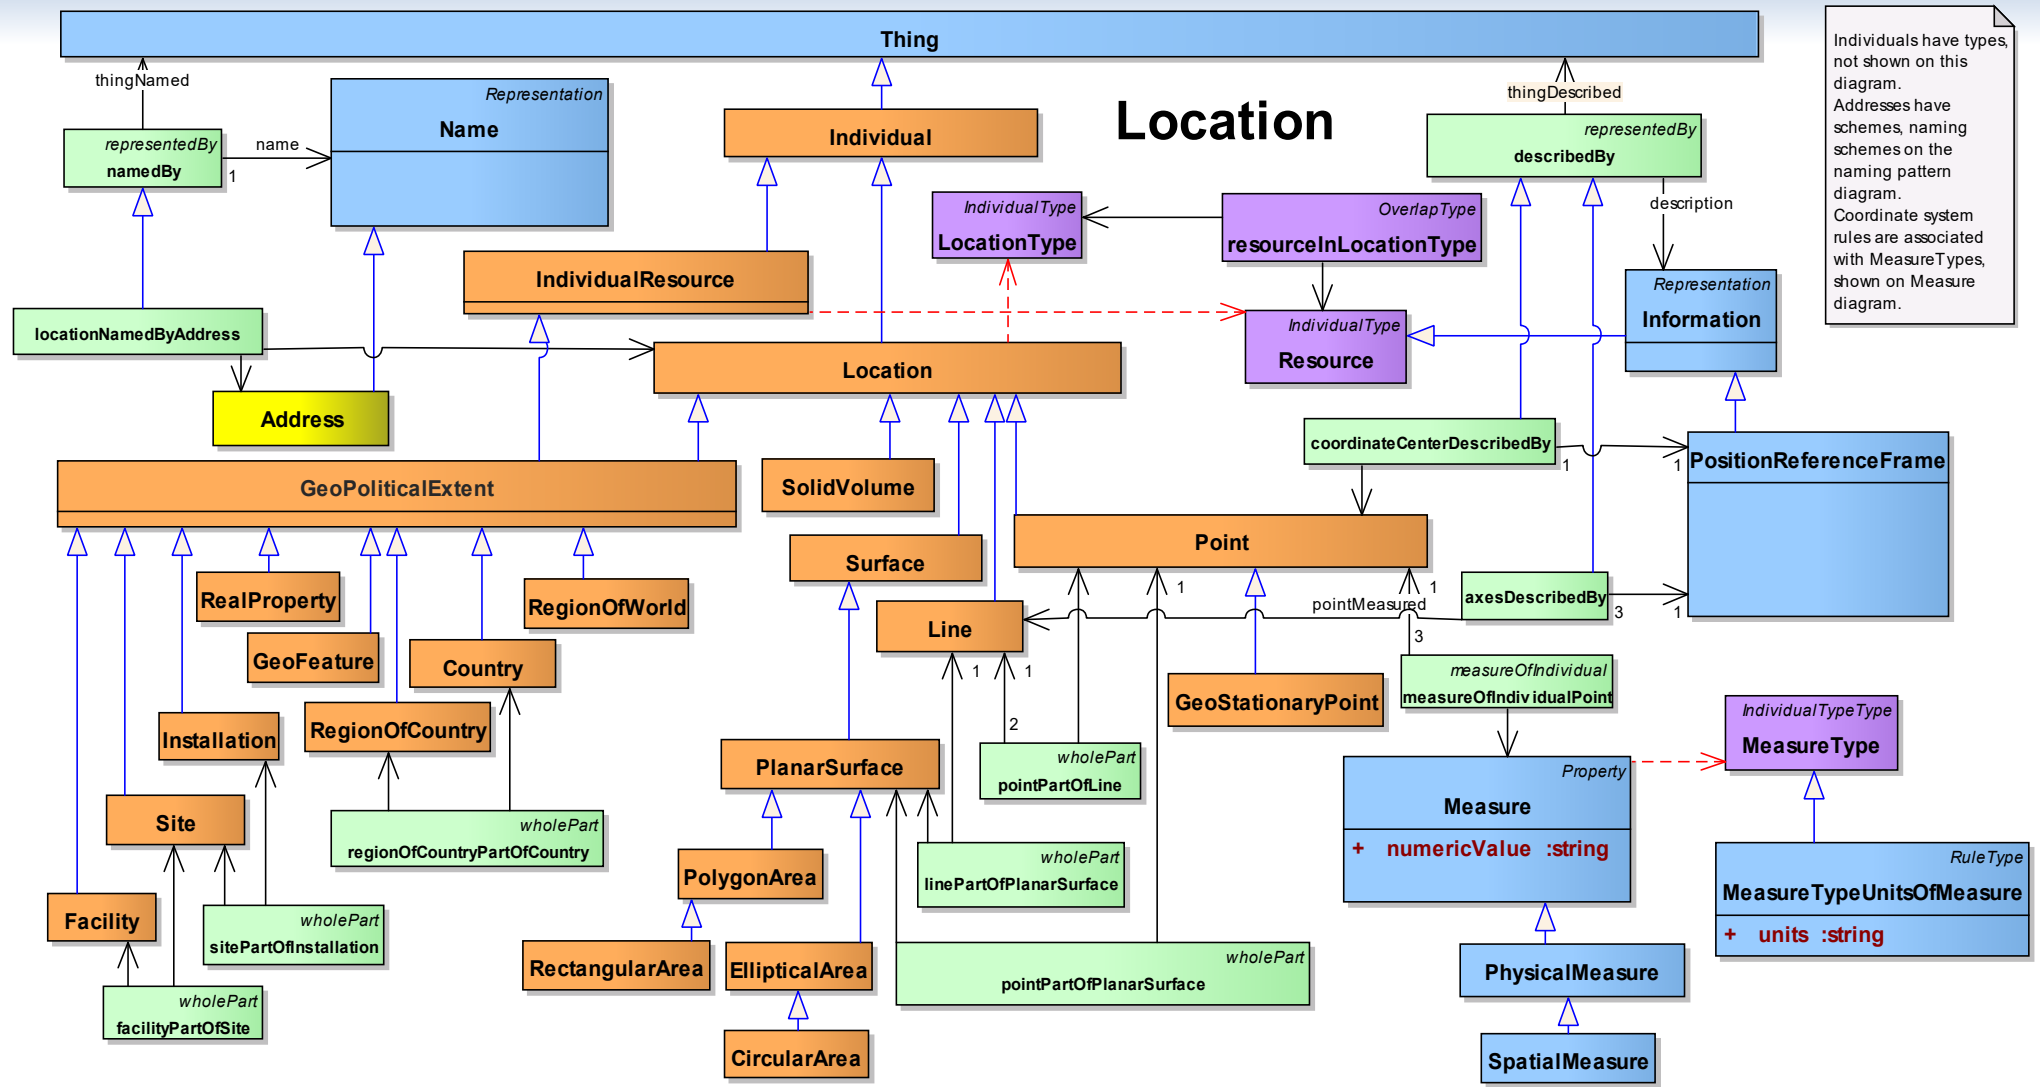 Thing
Individuals have types,
not shown on this
diagram.
Addresses have
schemes, naming
schemes on the
naming pattern
diagram.
Coordinate system
rules are associated
with MeasureTypes,
shown on Measure
diagram.
thingNamed
Representation
Name
thingDescribed
Individual
Location
representedBy
namedBy
name
1
representedBy
describedBy
IndividualType
LocationType
OverlapType
resourceInLocationType
description
IndividualResource
Representation
Information
locationNamedByAddress
IndividualType
Resource
Location
Address
coordinateCenterDescribedBy
1
1
PositionReferenceFrame
GeoPoliticalExtent
SolidVolume
Point
Surface
RealProperty
RegionOfWorld
1
1
pointMeasured
axesDescribedBy
3
1
Line
3
GeoFeature
Country
1
1
measureOfIndividual
measureOfIndividualPoint
GeoStationaryPoint
IndividualTypeType
MeasureType
RegionOfCountry
Installation
2
wholePart
pointPartOfLine
PlanarSurface
Property
Measure
+ numericValue :string
Site
wholePart
regionOfCountryPartOfCountry
wholePart
linePartOfPlanarSurface
PolygonArea
RuleType
MeasureTypeUnitsOfMeasure
+ units :string
Facility
wholePart
sitePartOfInstallation
RectangularArea
EllipticalArea
wholePart
pointPartOfPlanarSurface
PhysicalMeasure
wholePart
facilityPartOfSite
CircularArea
SpatialMeasure